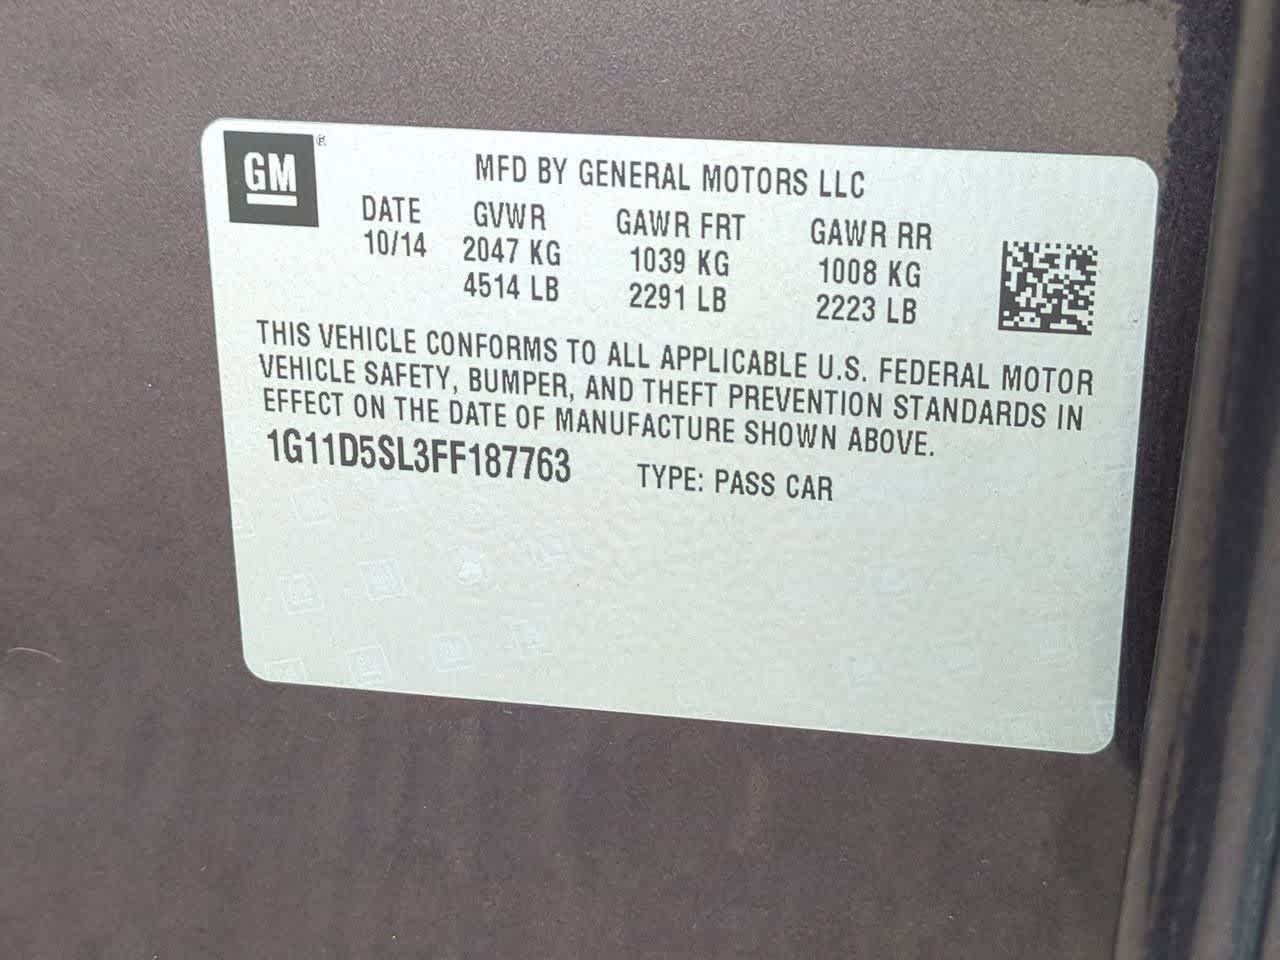 GM ®
MFD BY GENERAL MOTORS LLC
DATE GVWR GAWR FRT GAWR RR
10/14 2047 KG 1039 KG 1008 KG
4514 LB 2291 LB 2223 LB
THIS VEHICLE CONFORMS TO ALL APPLICABLE U.S. FEDERAL MOTOR
VEHICLE SAFETY, BUMPER, AND THEFT PREVENTION STANDARDS IN
EFFECT ON THE DATE OF MANUFACTURE SHOWN ABOVE.
1G11D5SL3FF187763 TYPE: PASS CAR